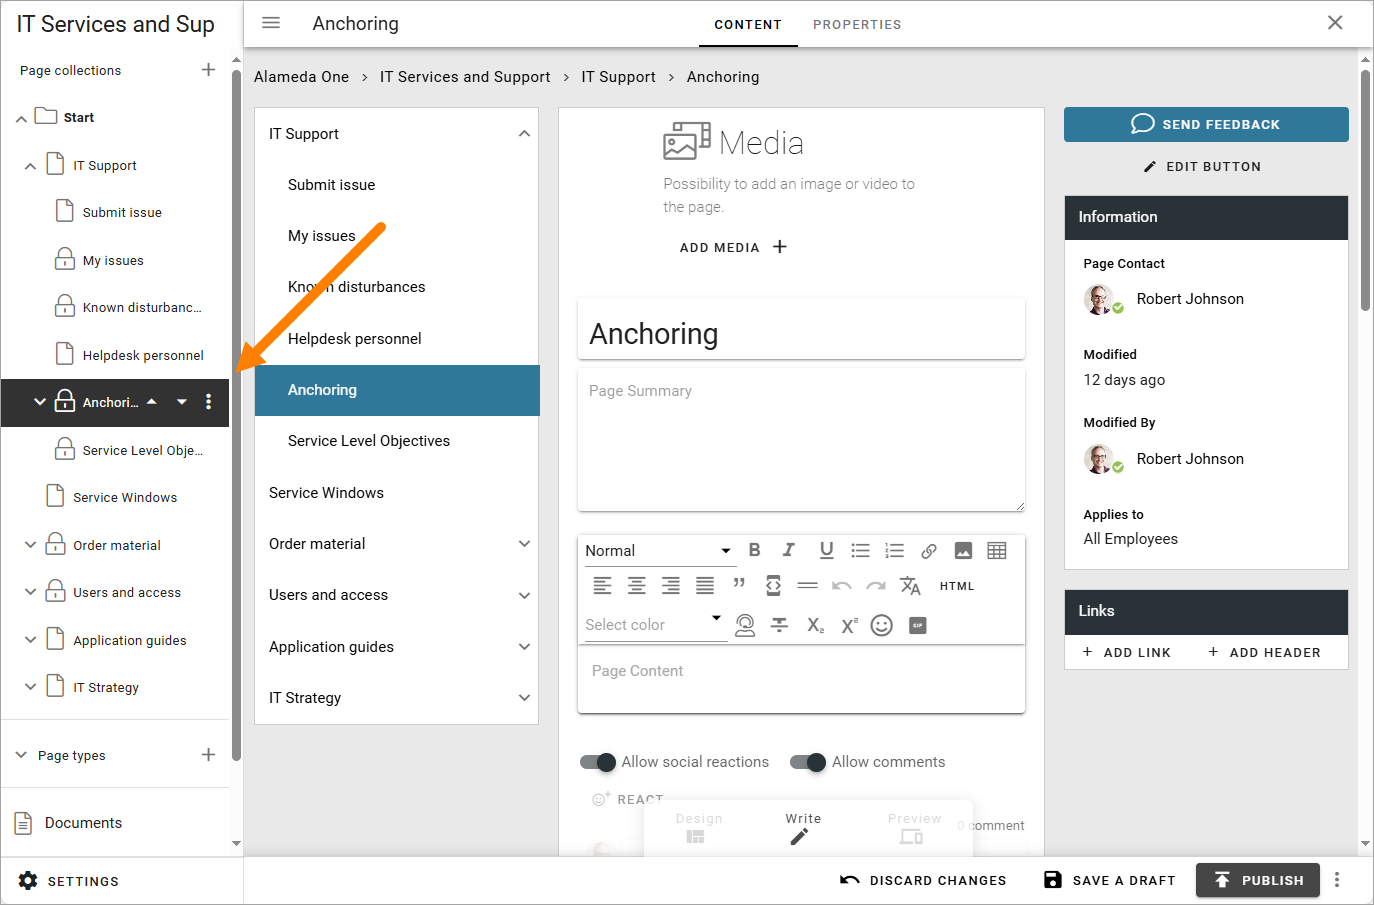 IT Services and Sup
Anchoring
CONTENT
PROPERTIES
Page collections
Start
IT Support
Submit issue
My issues
Known disturbanc...
Helpdesk personnel
Anchori...
Service Level Obje...
Service Windows
Order material
Users and access
Application guides
IT Strategy
Page types
Documents
SETTINGS
Alameda One > IT Services and Support > IT Support > Anchoring
IT Support
Submit issue
My issues
Known disturbances
Helpdesk personnel
Anchoring
Service Level Objectives
Service Windows
Order material
Users and access
Application guides
IT Strategy
Media
Possibility to add an image or video to
the page.
ADD MEDIA
Anchoring
Page Summary
Normal
B I U
HTML
Select color
X₂ X²
GIF
Page Content
Allow social reactions
Allow comments
REACT
0 comment
Design
Write
Preview
SEND FEEDBACK
EDIT BUTTON
Information
Page Contact
Robert Johnson
Modified
12 days ago
Modified By
Robert Johnson
Applies to
All Employees
Links
ADD LINK
ADD HEADER
DISCARD CHANGES
SAVE A DRAFT
PUBLISH